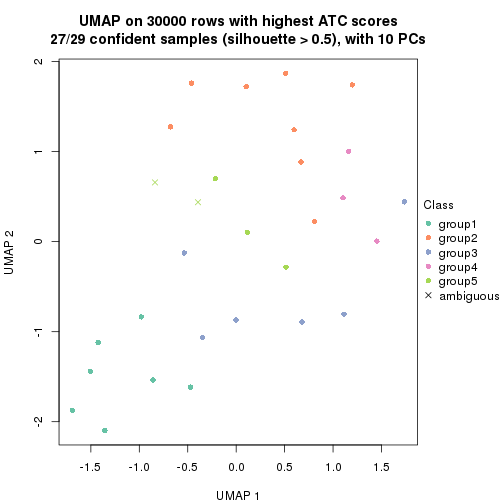 UMAP on 30000 rows with highest ATC scores
27/29 confident samples (silhouette > 0.5), with 10 PCs
2
1
0
-1
-2
UMAP 2
-1.5 -1.0 -0.5 0.0 0.5 1.0 1.5
UMAP 1
Class
group1
group2
group3
group4
group5
ambiguous